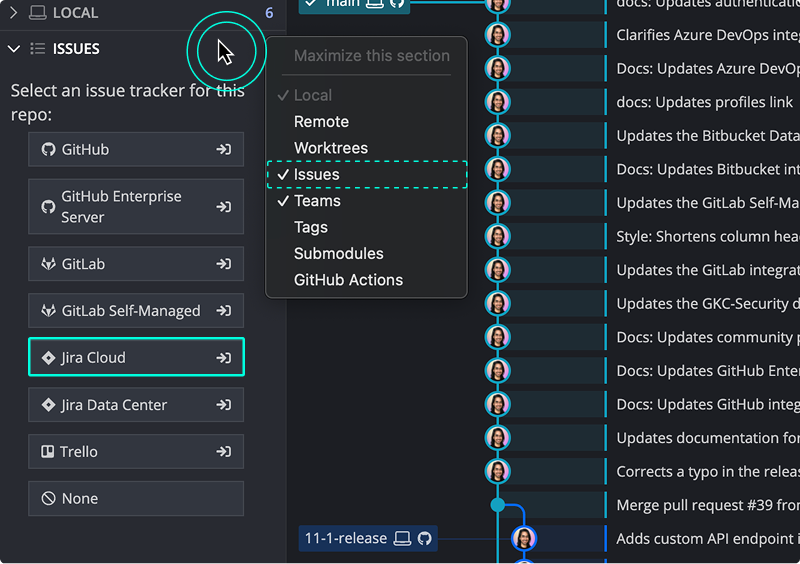 LOCAL 6
ISSUES
Select an issue tracker for this
repo:
GitHub
GitHub Enterprise
Server
GitLab
GitLab Self-Managed
Jira Cloud
Jira Data Center
Trello
None
Maximize this section
Local
Remote
Worktrees
Issues
Teams
Tags
Submodules
GitHub Actions
main
11-1-release
docs: Updates authenticatio
Clarifies Azure DevOps inte
Docs: Updates Azure DevOp
docs: Updates profiles link
Updates the Bitbucket Data
Docs: Updates Bitbucket int
Updates the GitLab Self-Ma
Style: Shortens column hea
Updates the GitLab integrat
Updates the GKC-Security d
Docs: Updates community p
Docs: Updates GitHub Enter
Docs: Updates GitHub integ
Updates documentation for
Corrects a typo in the releas
Merge pull request #39 from
Adds custom API endpoint i